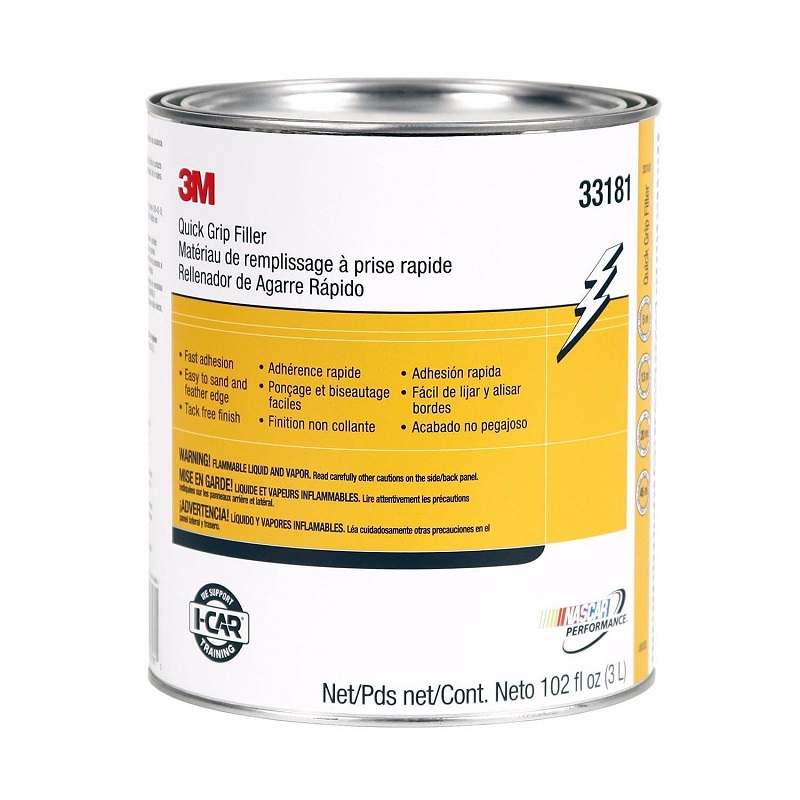 3M
33181
Quick Grip Filler
Matériau de remplissage à prise rapide
Rellenador de Agarre Rápido
• Fast adhesion
• Easy to sand and
feather edge
• Tack free finish
• Adhérence rapide
• Ponçage et biseautage
faciles
• Finition non collante
• Adhesión rapida
• Fácil de lijar y alisar
bordes
• Acabado no pegajoso
WARNING! FLAMMABLE LIQUID AND VAPOR. Read carefully other cautions on the side/back panel.
MISE EN GARDE! LIQUIDE ET VAPEURS INFLAMMABLES. Lire attentivement les précautions
indiquées sur les panneaux arrière et latéral.
¡ADVERTENCIA! LÍQUIDO Y VAPORES INFLAMABLES. Léa cuidadosamente otras precauciones en el
panel lateral y trasero.
WE SUPPORT
I-CAR
TRAINING
NASCAR
PERFORMANCE
Net/Pds net/Cont. Neto 102 fl oz (3 L)
Quick Grip Filler